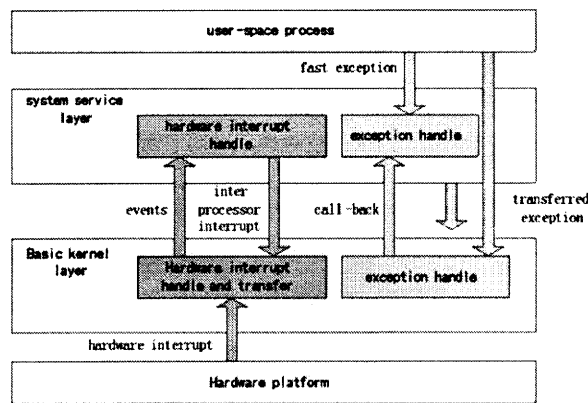 user-space process
fast exception
system service
layer
hardware interrupt
handle
exception handle
events
inter
processor
interrupt
call-back
transferred
exception
Basic kernel
layer
Hardware interrupt
handle and transfer
exception handle
hardware interrupt
Hardware platform